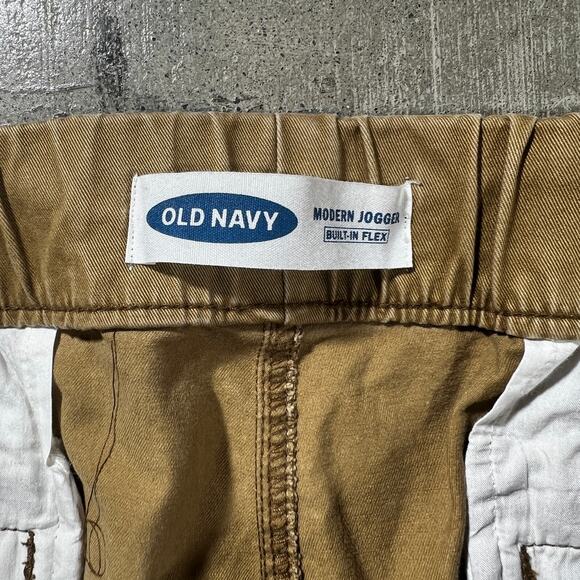 OLD NAVY
MODERN JOGGER
BUILT-IN FLEX